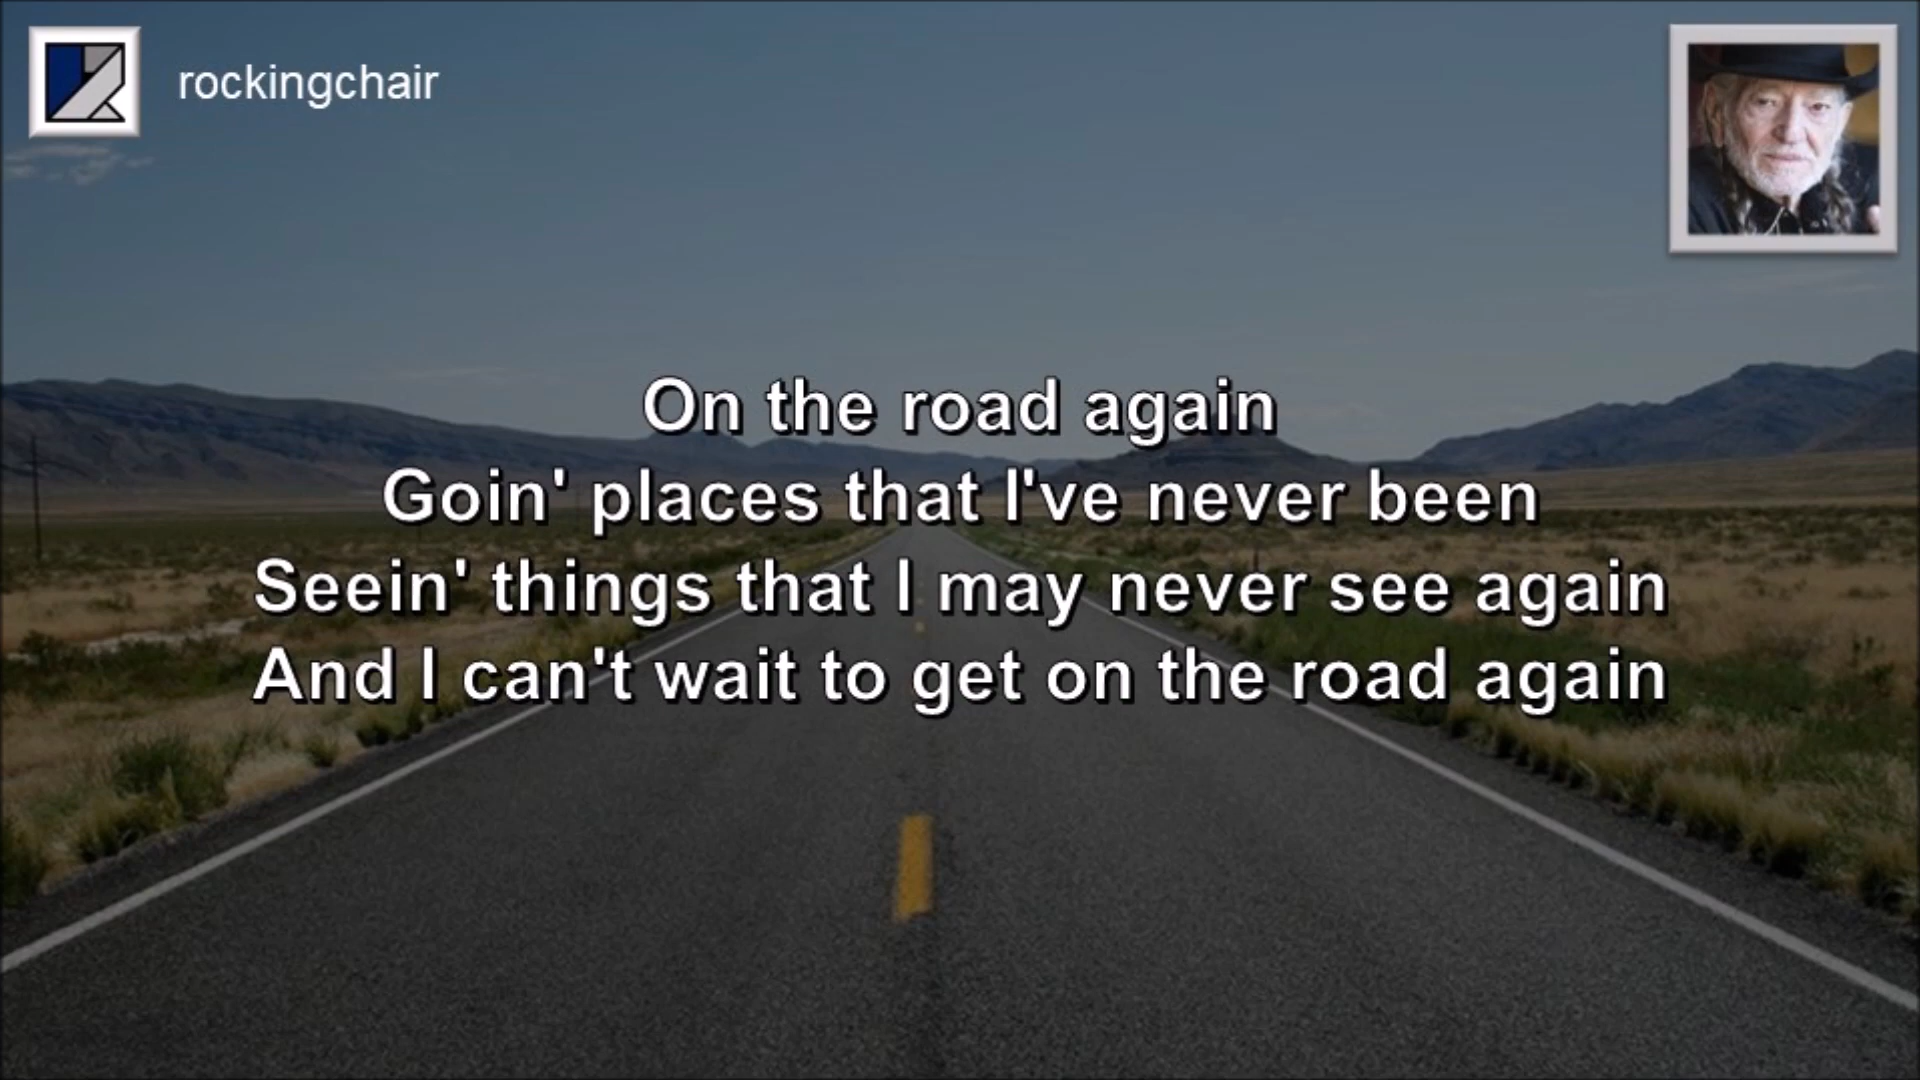 rockingchair
On the road again
Goin' places that I've never been
Seein' things that I may never see again
And I can't wait to get on the road again